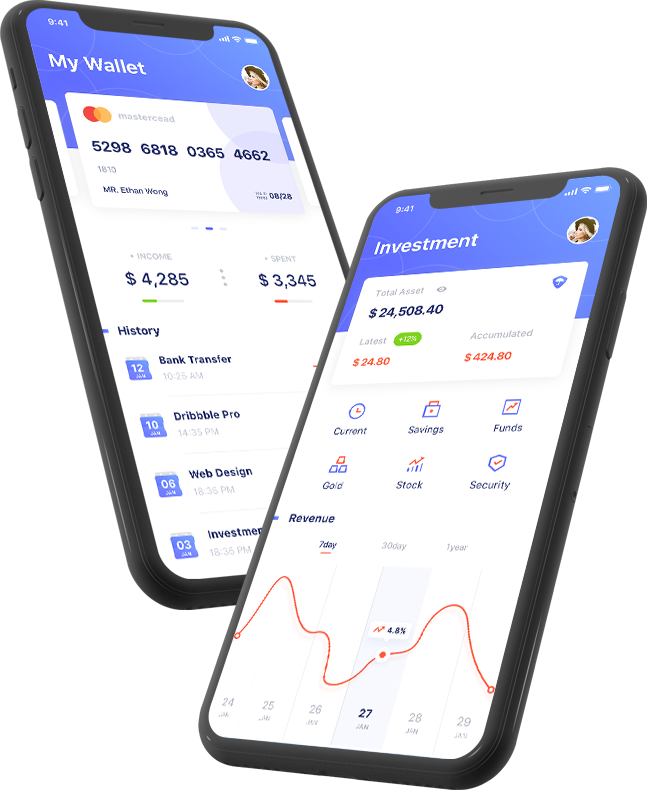 9:41
My Wallet
mastercead
5298 6818 0365 4662
1810
MR. Ethan Wong
08/28
INCOME
SPENT
$ 4,285
$ 3,345
History
12
JAN
Bank Transfer
10:25 AM
10
JAN
Dribbble Pro
14:35 PM
06
JAN
Web Design
18:35 PM
03
JAN
18:35 PM
9:41
Investment
Total Asset
$ 24,508.40
Latest
+12%
Accumulated
$ 24.80
$ 424.80
Current
Savings
Funds
Gold
Stock
Security
Revenue
7day
30day
1year
4.8%
24
JAN
25
JAN
26
JAN
27
JAN
28
JAN
29
JAN